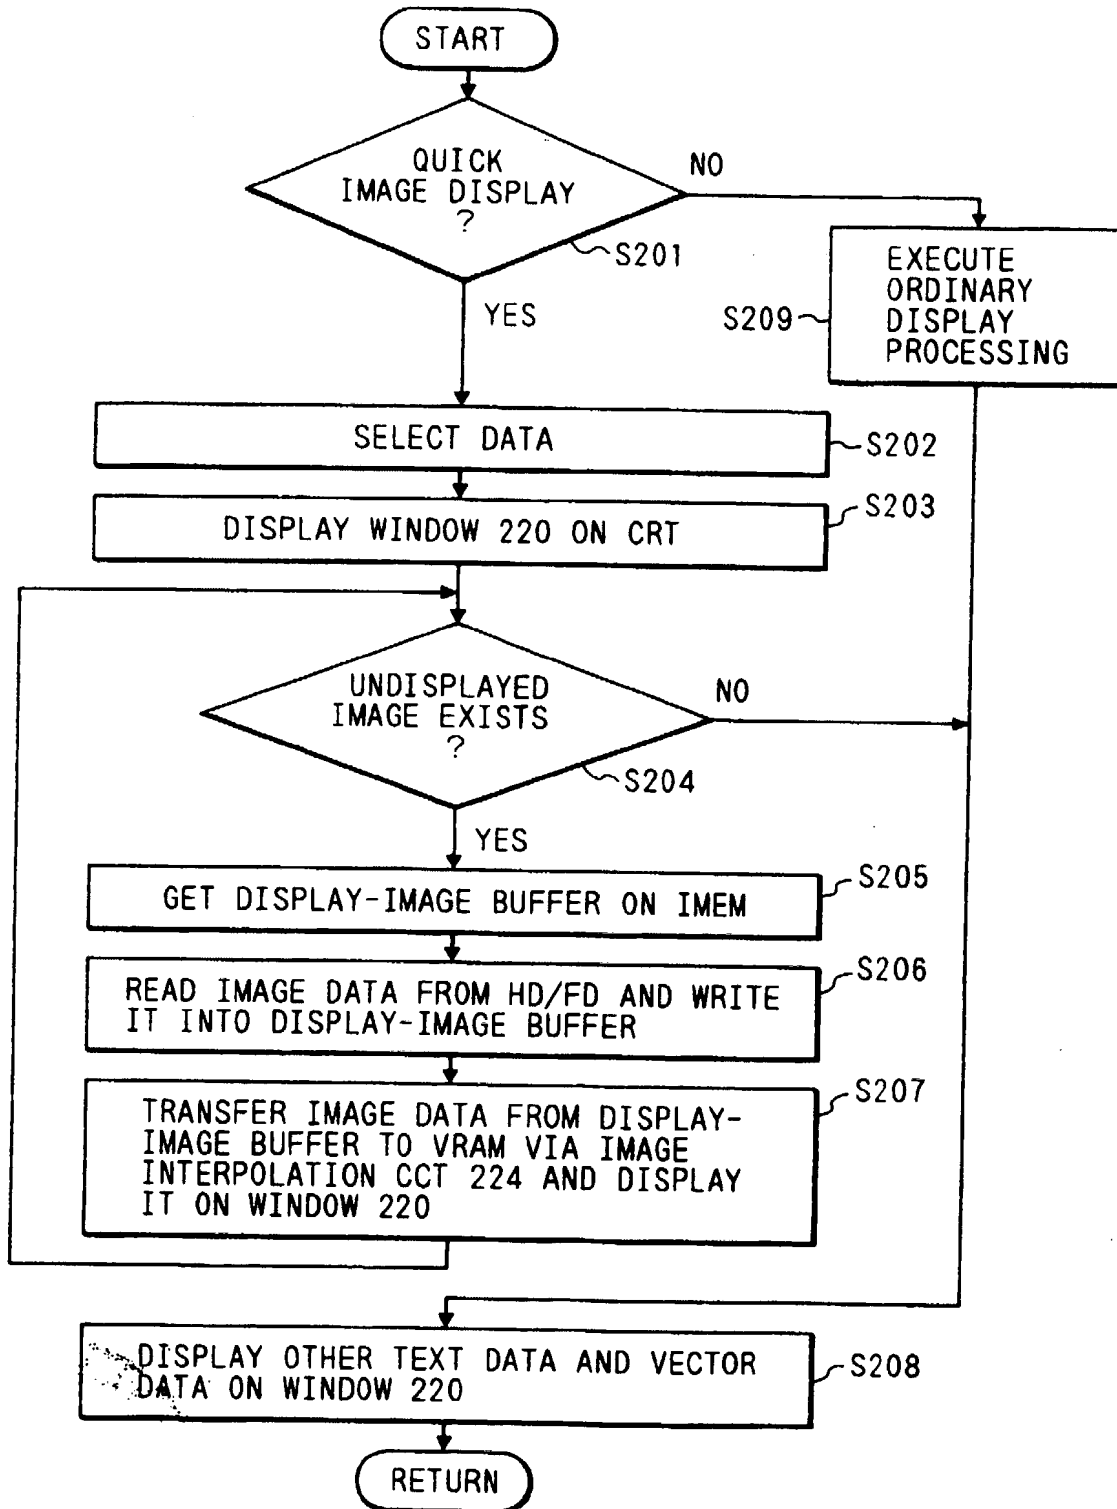 START
QUICK
IMAGE DISPLAY
?
NO
S201
YES
EXECUTE
ORDINARY
DISPLAY
PROCESSING
S209
SELECT DATA
S202
DISPLAY WINDOW 220 ON CRT
S203
UNDISPLAYED
IMAGE EXISTS
?
NO
S204
YES
GET DISPLAY-IMAGE BUFFER ON IMEM
S205
READ IMAGE DATA FROM HD/FD AND WRITE
IT INTO DISPLAY-IMAGE BUFFER
S206
TRANSFER IMAGE DATA FROM DISPLAY-
IMAGE BUFFER TO VRAM VIA IMAGE
INTERPOLATION CCT 224 AND DISPLAY
IT ON WINDOW 220
S207
DISPLAY OTHER TEXT DATA AND VECTOR
DATA ON WINDOW 220
S208
RETURN